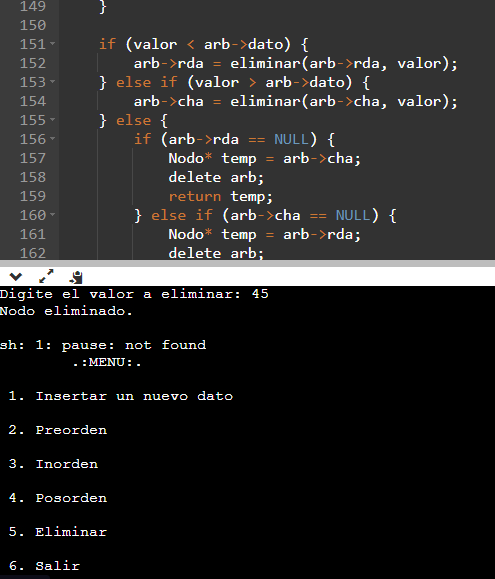 149 }
150
151 if (valor < arb->dato) {
152 arb->rda = eliminar(arb->rda, valor);
153 } else if (valor > arb->dato) {
154 arb->cha = eliminar(arb->cha, valor);
155 } else {
156 if (arb->rda == NULL) {
157 Nodo* temp = arb->cha;
158 delete arb;
159 return temp;
160 } else if (arb->cha == NULL) {
161 Nodo* temp = arb->rda;
162 delete arb;
Digite el valor a eliminar: 45
Nodo eliminado.
sh: 1: pause: not found
.:MENU:.
1. Insertar un nuevo dato
2. Preorden
3. Inorden
4. Posorden
5. Eliminar
6. Salir